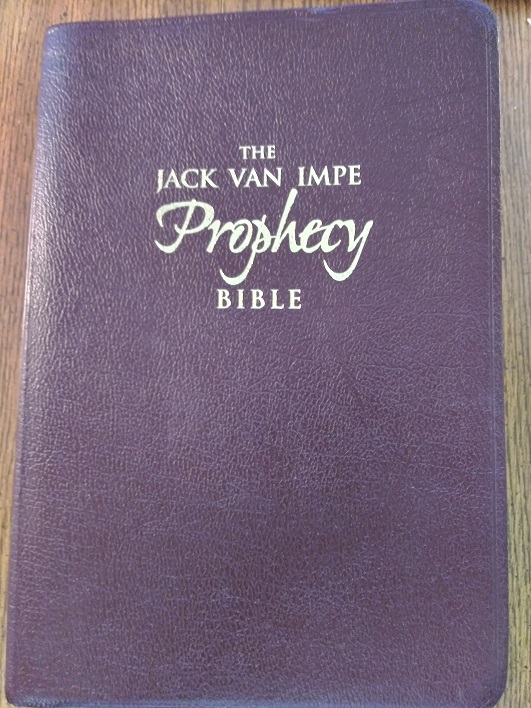 THE
JACK VAN IMPE
Prophecy
BIBLE